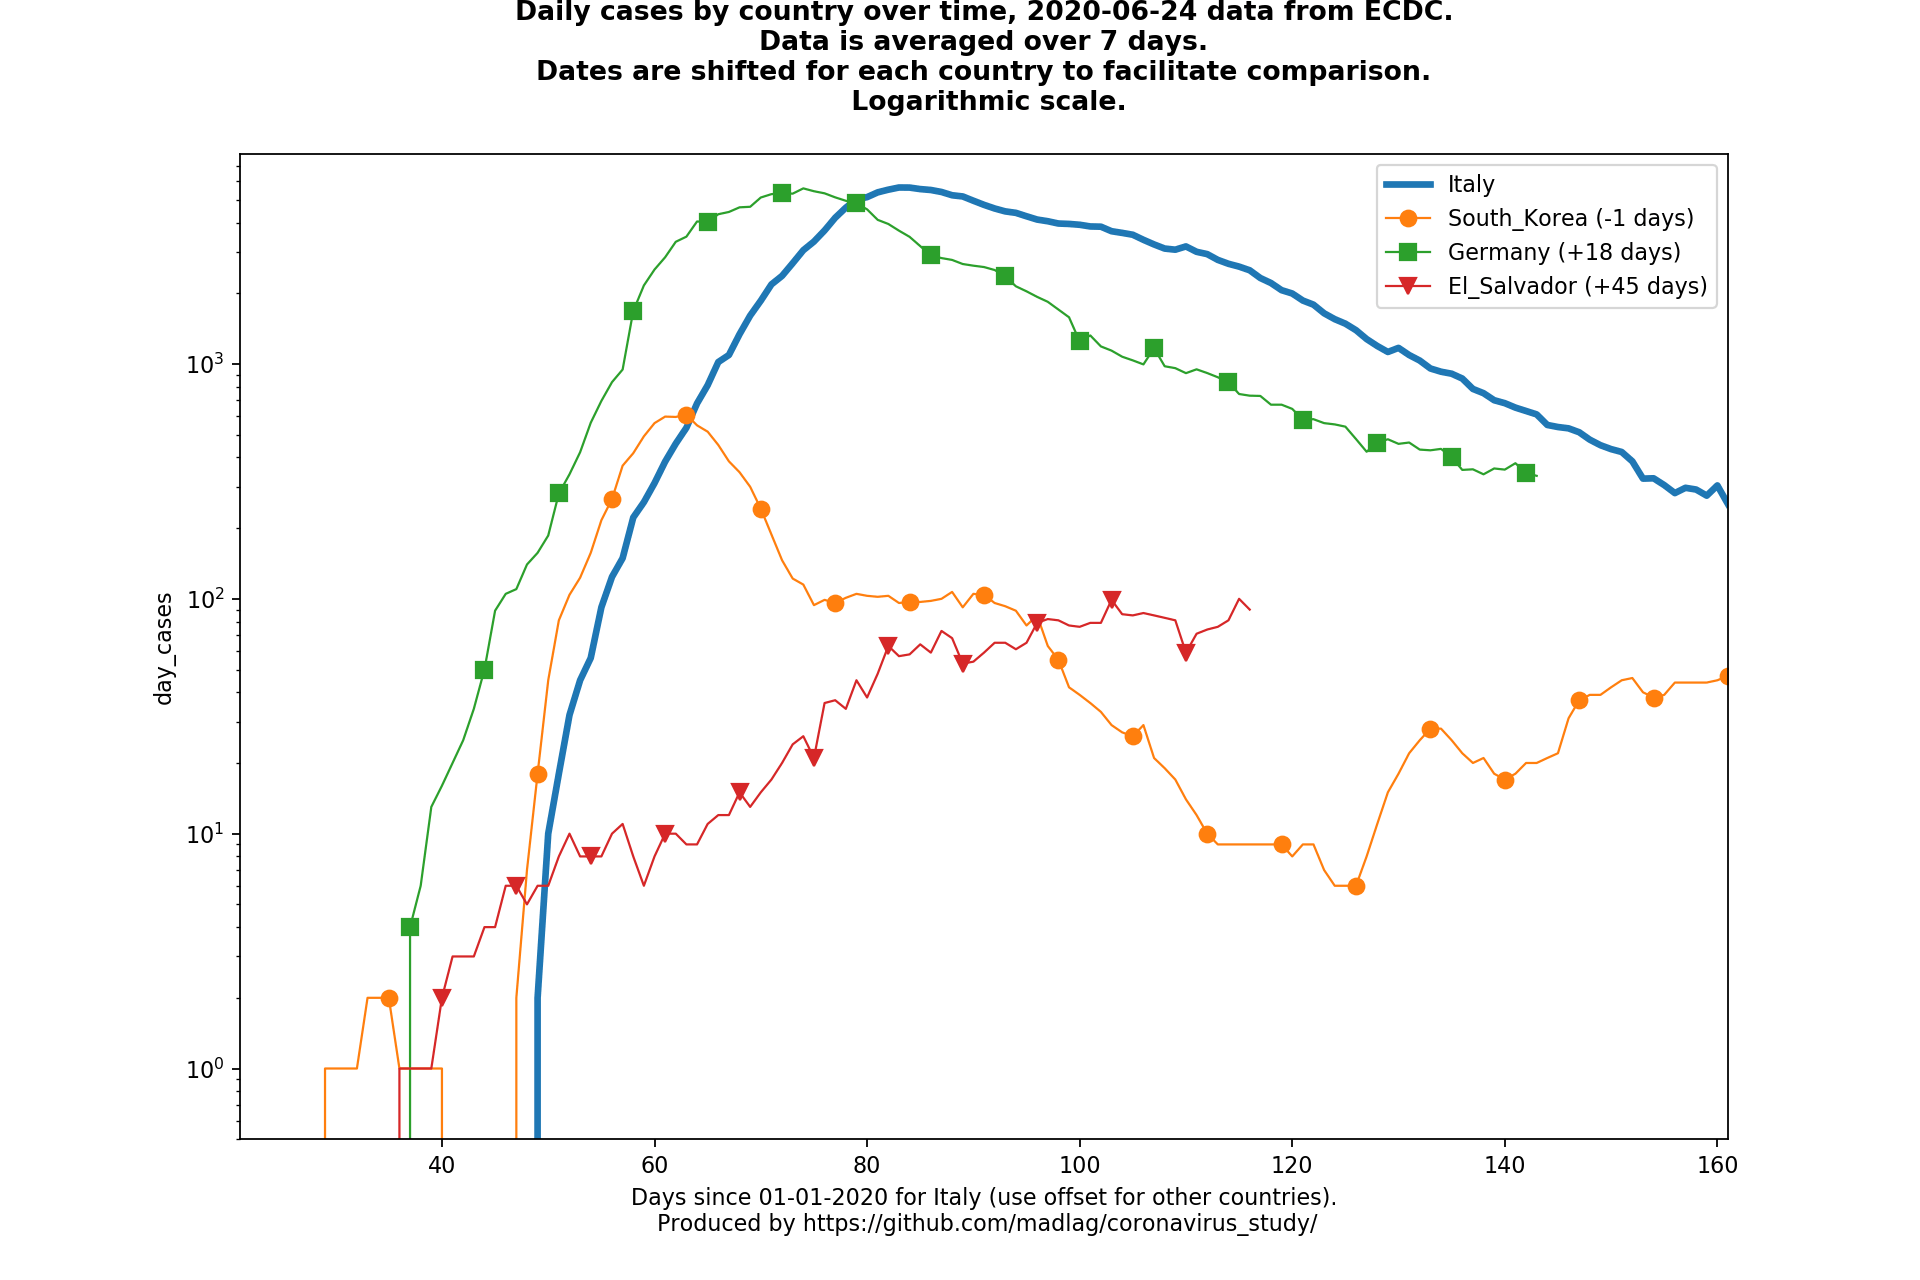 Daily cases by country over time, 2020-06-24 data from ECDC.
Data is averaged over 7 days.
Dates are shifted for each country to facilitate comparison.
Logarithmic scale.
Italy
South_Korea (-1 days)
Germany (+18 days)
El_Salvador (+45 days)
day_cases
10³
10²
10¹
10⁰
40 60 80 100 120 140 160
Days since 01-01-2020 for Italy (use offset for other countries).
Produced by https://github.com/madlag/coronavirus_study/